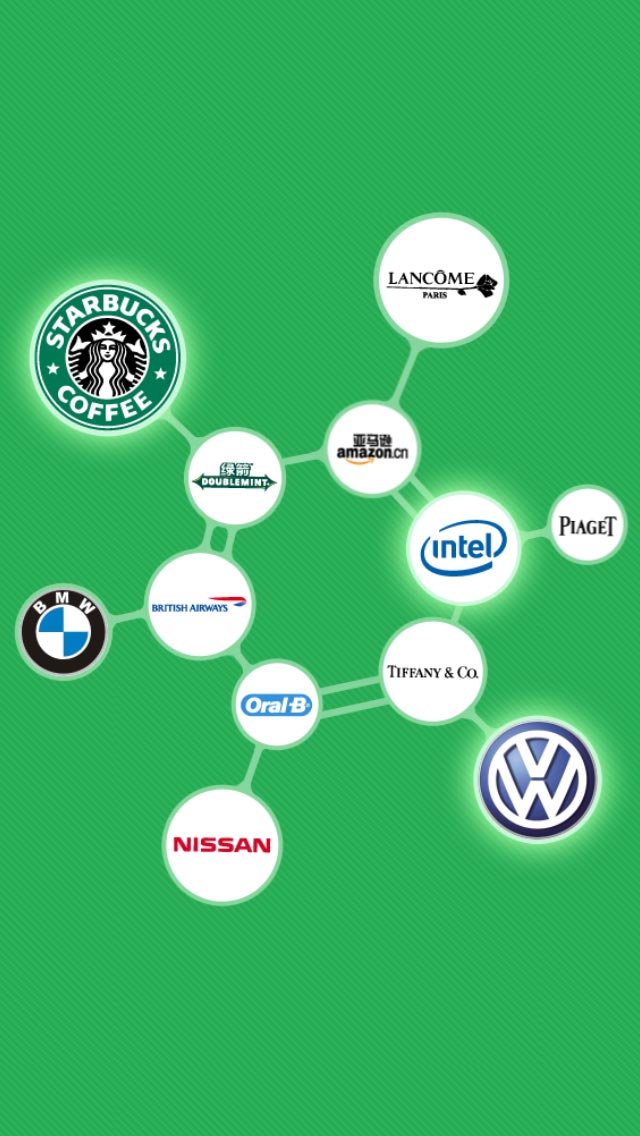 LANCÔME
PARIS
STARBUCKS
COFFEE
亚马逊
amazon.cn
绿箭
DOUBLEMINT
intel
PIAGET
BRITISH AIRWAYS
BMW
TIFFANY & CO.
Oral-B
NISSAN